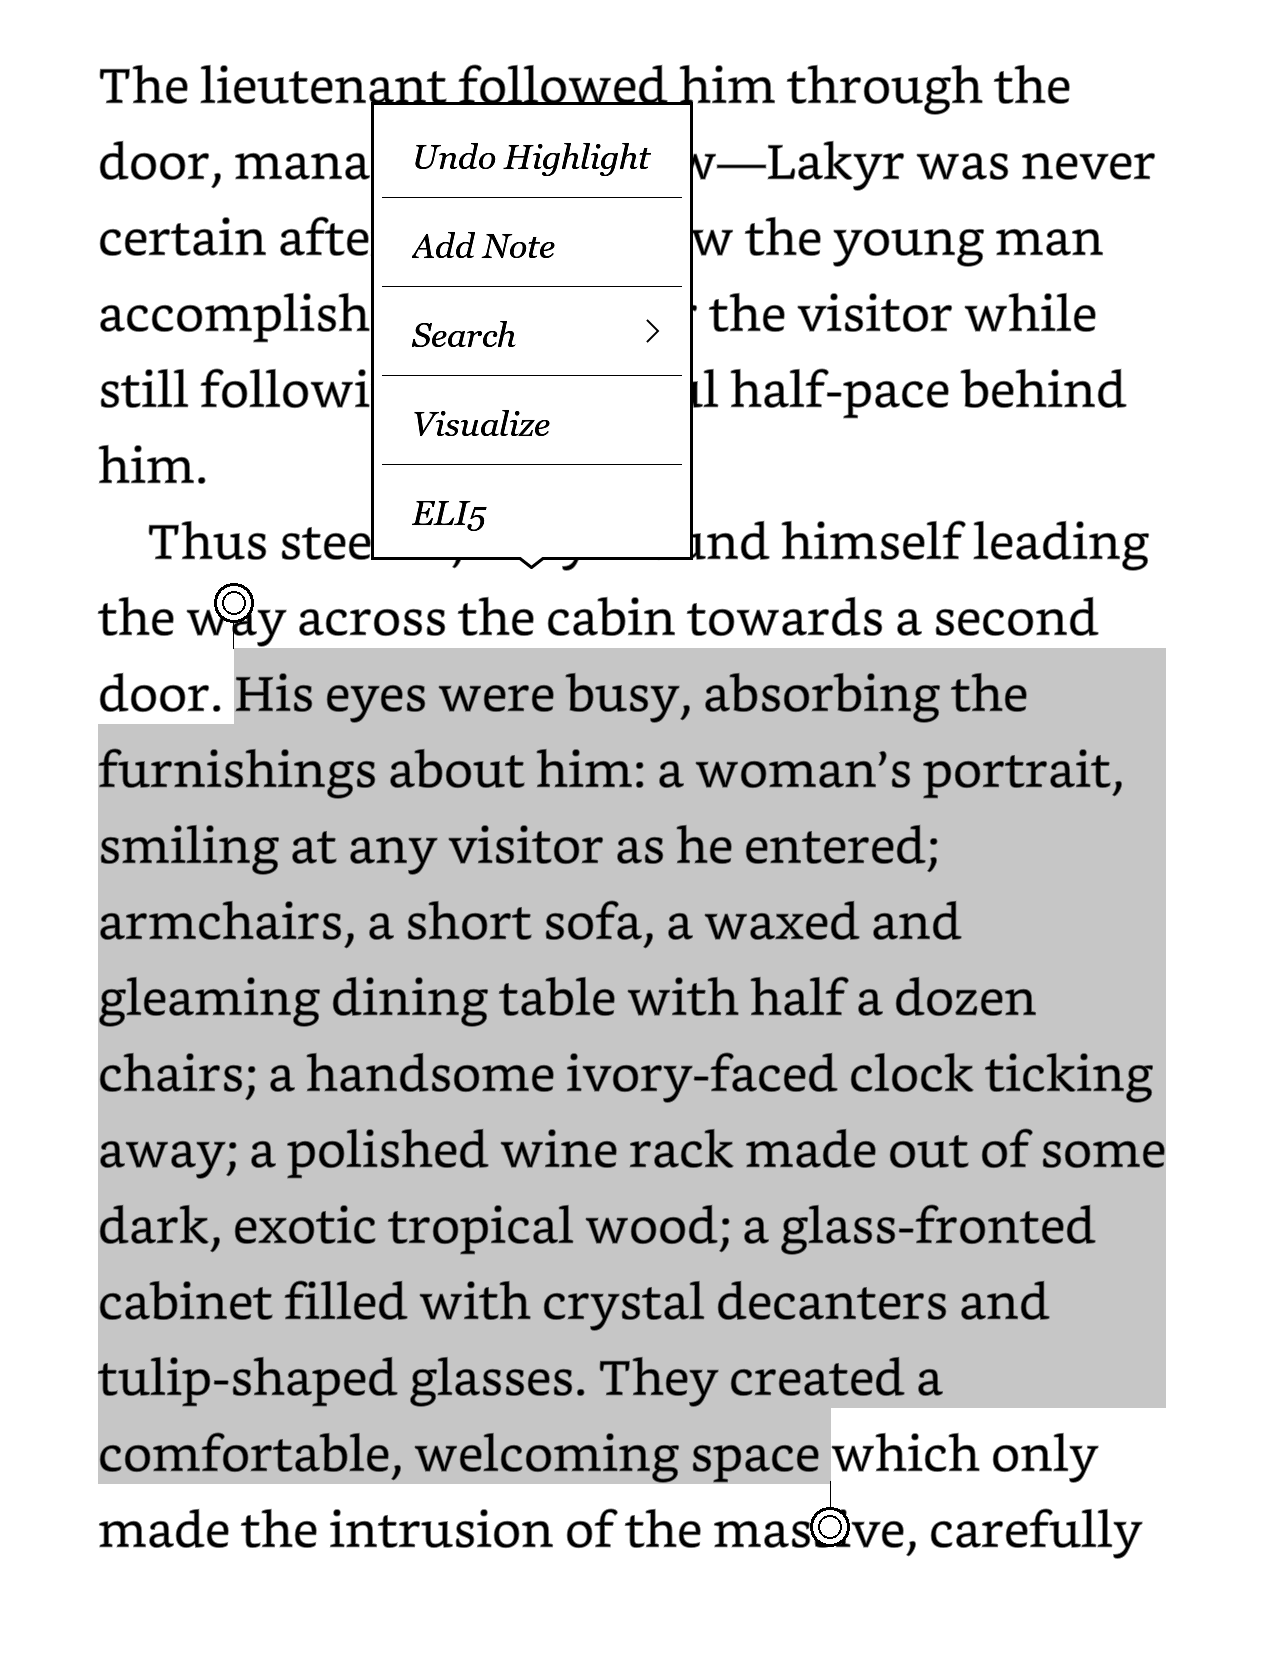 The lieutenant followed him through the
door, mana
—Lakyr was never
certain afte
w the young man
accomplish
the visitor while
still followi
half-pace behind
him.
Undo Highlight
Add Note
Search
Visualize
ELI5
Thus stee
himself leading
the way across the cabin towards a second
door. His eyes were busy, absorbing the
furnishings about him: a woman’s portrait,
smiling at any visitor as he entered;
armchairs, a short sofa, a waxed and
gleaming dining table with half a dozen
chairs; a handsome ivory-faced clock ticking
away; a polished wine rack made out of some
dark, exotic tropical wood; a glass-fronted
cabinet filled with crystal decanters and
tulip-shaped glasses. They created a
comfortable, welcoming space which only
made the intrusion of the massive, carefully